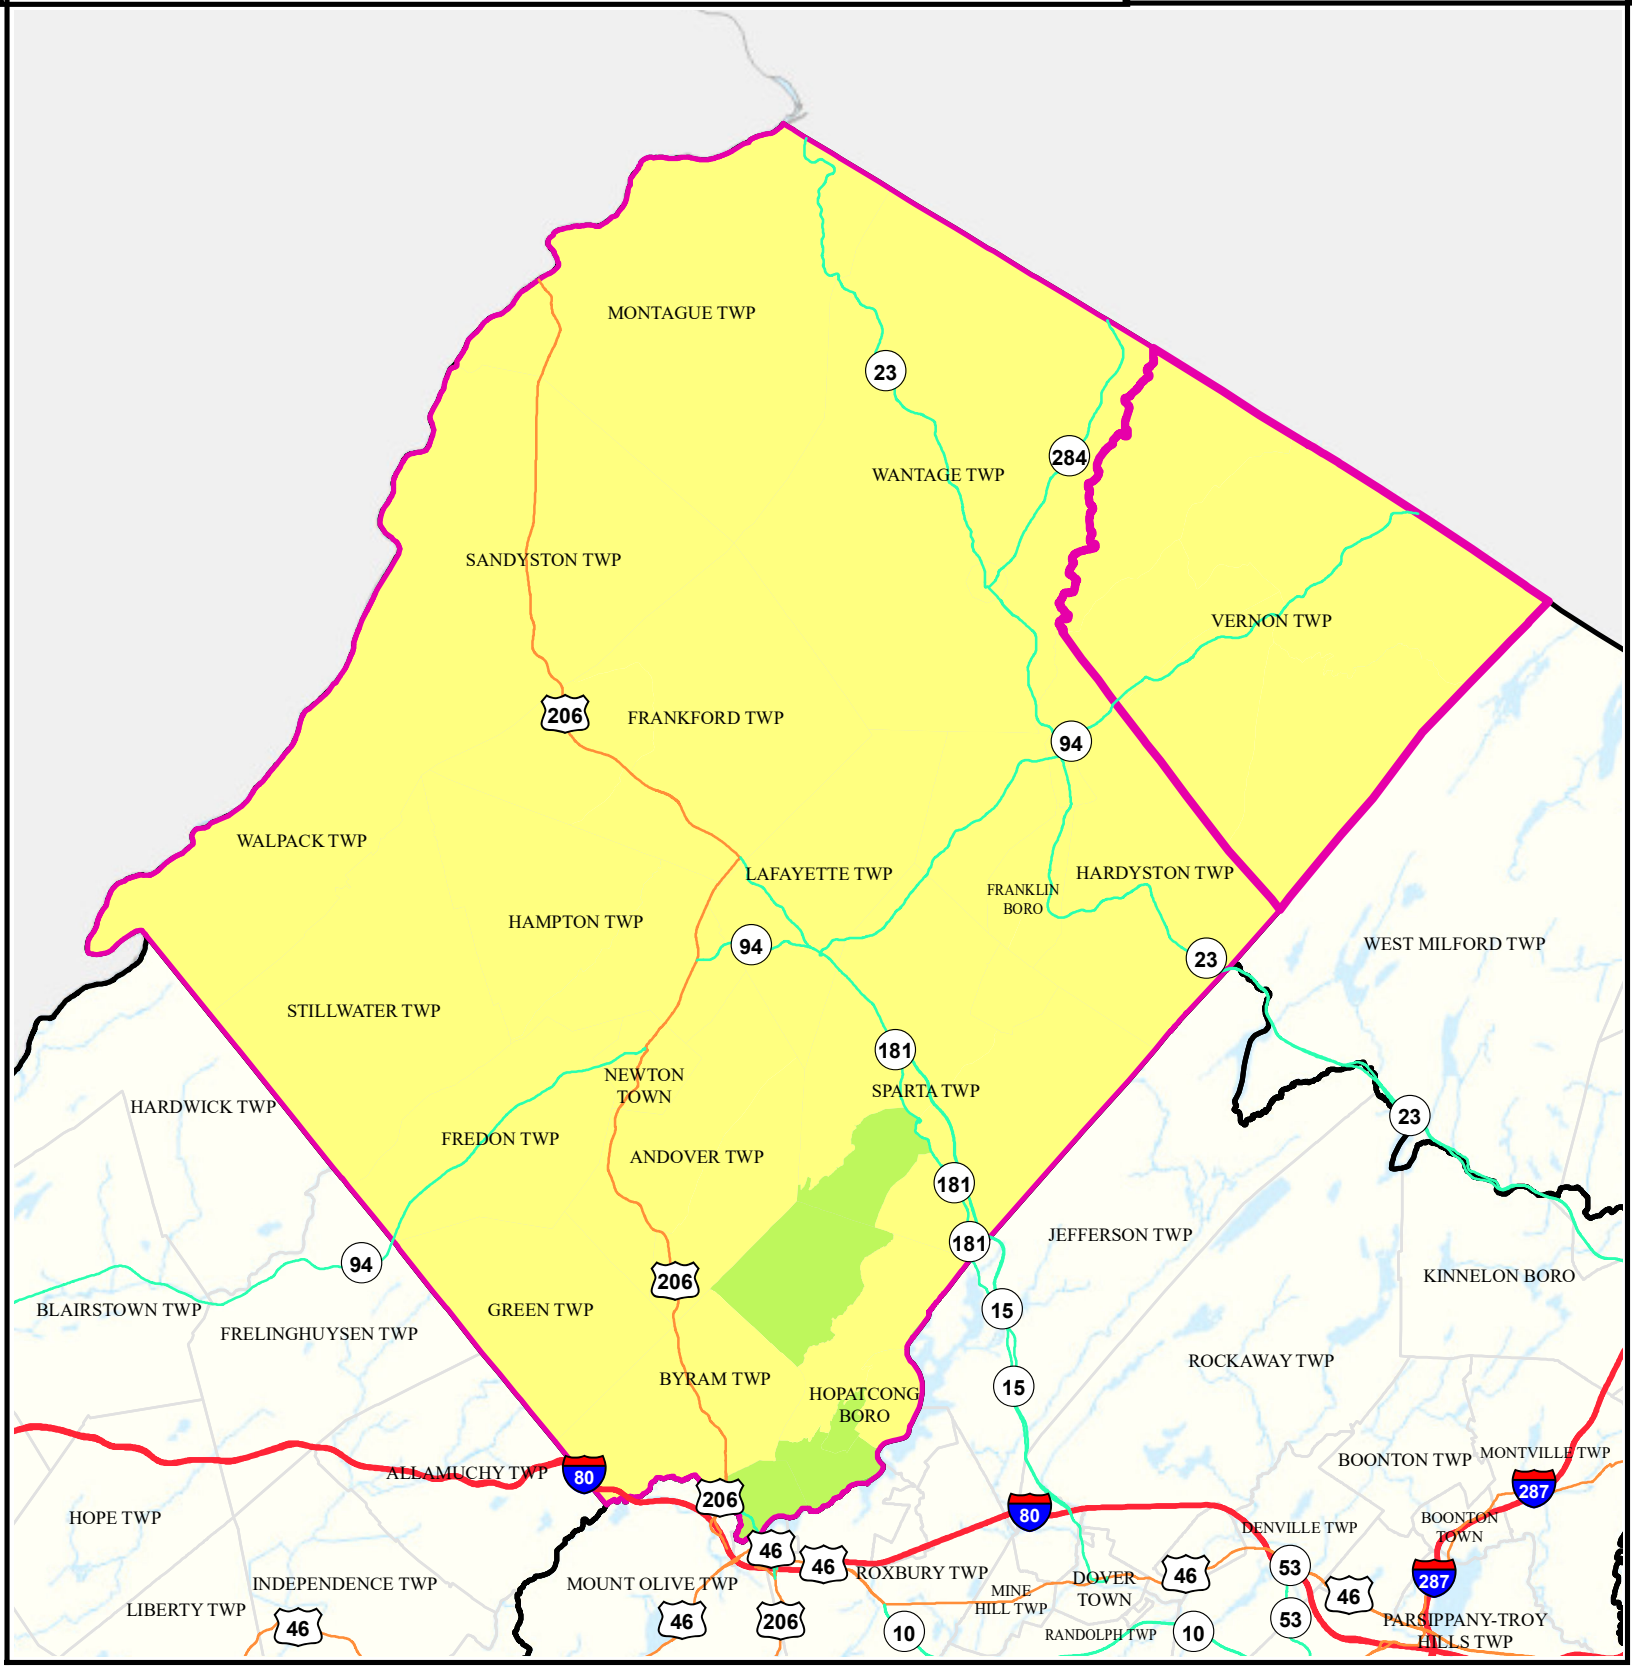 MONTAGUE TWP
23
284
WANTAGE TWP
SANDYSTON TWP
VERNON TWP
206
FRANKFORD TWP
94
WALPACK TWP
LAFAYETTE TWP
HARDYSTON TWP
FRANKLIN
BORO
HAMPTON TWP
94
23
WEST MILFORD TWP
STILLWATER TWP
181
NEWTON
TOWN
SPARTA TWP
HARDWICK TWP
23
FREDON TWP
ANDOVER TWP
181
181
JEFFERSON TWP
94
206
KINNELON BORO
BLAIRSTOWN TWP
GREEN TWP
15
FRELINGHUYSEN TWP
ROCKAWAY TWP
BYRAM TWP
15
HOPATCONG
BORO
ALLAMUCHY TWP
80
BOONTON TWP
MONTVILLE TWP
287
206
80
HOPE TWP
BOONTON
TOWN
DENVILLE TWP
46
46
ROXBURY TWP
53
46
287
INDEPENDENCE TWP
MOUNT OLIVE TWP
MINE
HILL TWP
DOVER
TOWN
46
LIBERTY TWP
46
46
206
10
RANDOLPH TWP
10
53
PARSIPPANY-TROY
HILLS TWP